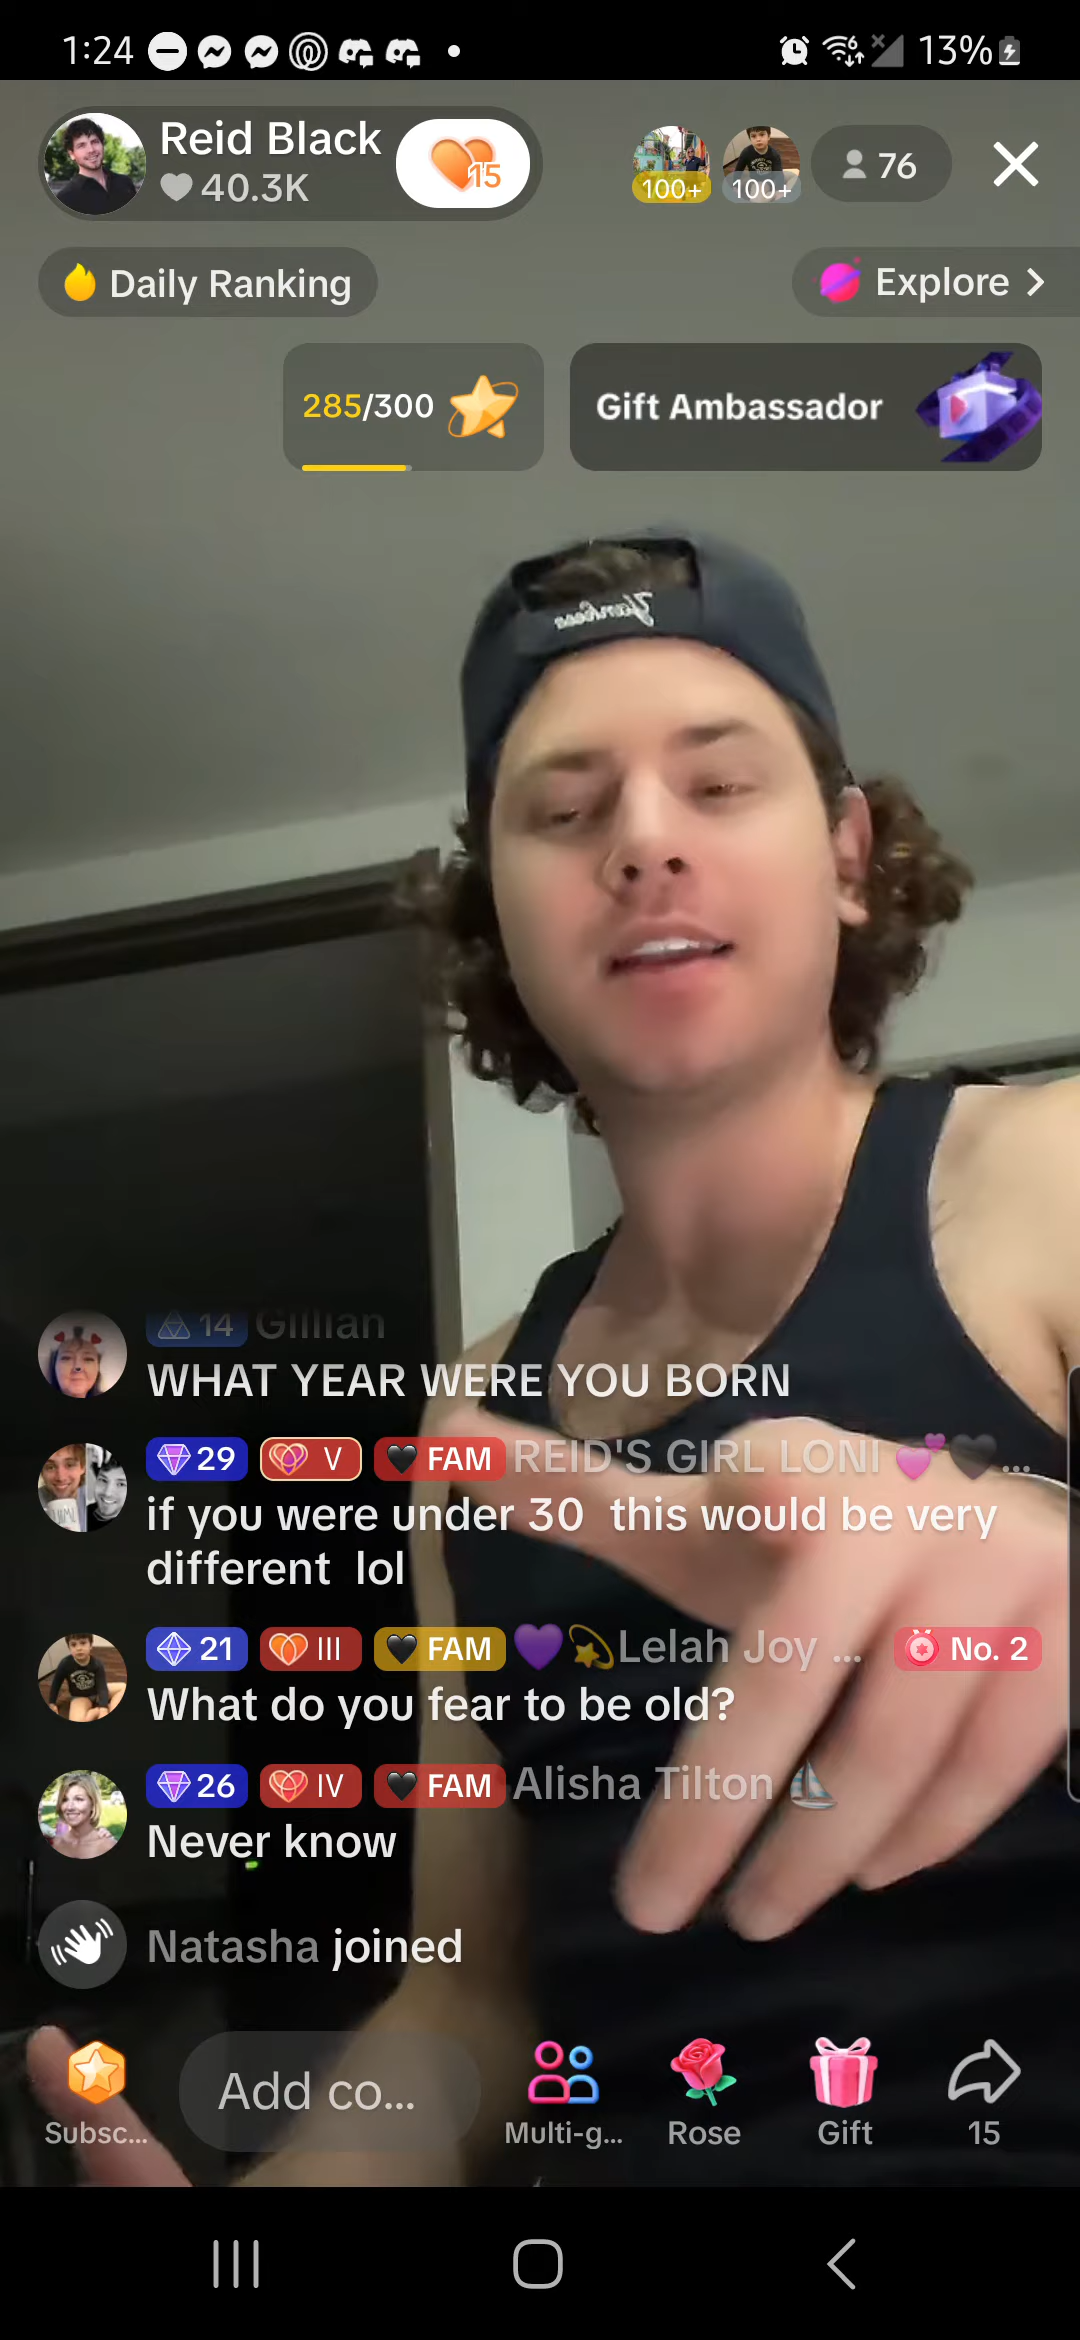 1:24
13%
Reid Black
40.3K
15
100+
100+
76
Daily Ranking
Explore
285/300
Gift Ambassador
Yankees
14 Gillian
WHAT YEAR WERE YOU BORN
29 V 🖤 FAM REID'S GIRL LONI 💕🖤...
if you were under 30 this would be very
different lol
21 III 🖤 FAM 💜💫Lelah Joy ... No. 2
What do you fear to be old?
26 IV 🖤 FAM Alisha Tilton ⛵
Never know
Natasha joined
Subsc...
Add co...
Multi-g...
Rose
Gift
15